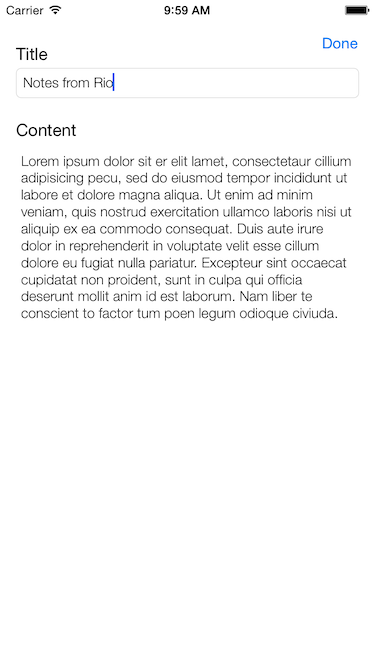 Carrier 9:59 AM
Done
Title
Notes from Rio
Content
Lorem ipsum dolor sit er elit lamet, consectetaur cillium
adipisicing pecu, sed do eiusmod tempor incididunt ut
labore et dolore magna aliqua. Ut enim ad minim
veniam, quis nostrud exercitation ullamco laboris nisi ut
aliquip ex ea commodo consequat. Duis aute irure
dolor in reprehenderit in voluptate velit esse cillum
dolore eu fugiat nulla pariatur. Excepteur sint occaecat
cupidatat non proident, sunt in culpa qui officia
deserunt mollit anim id est laborum. Nam liber te
conscient to factor tum poen legum odioque civiuda.